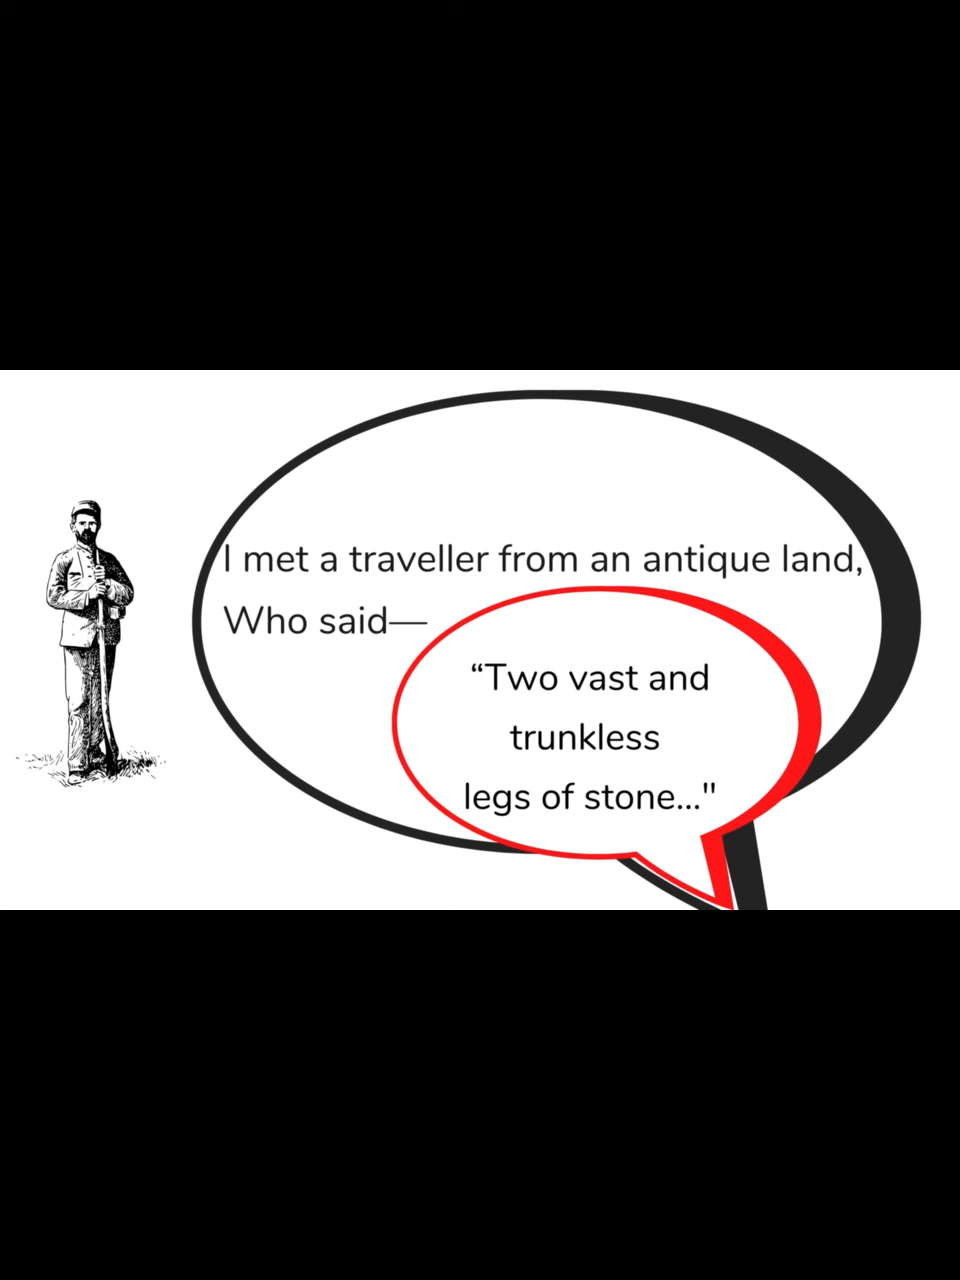 I met a traveller from an antique land,
Who said—
“Two vast and
trunkless
legs of stone..."